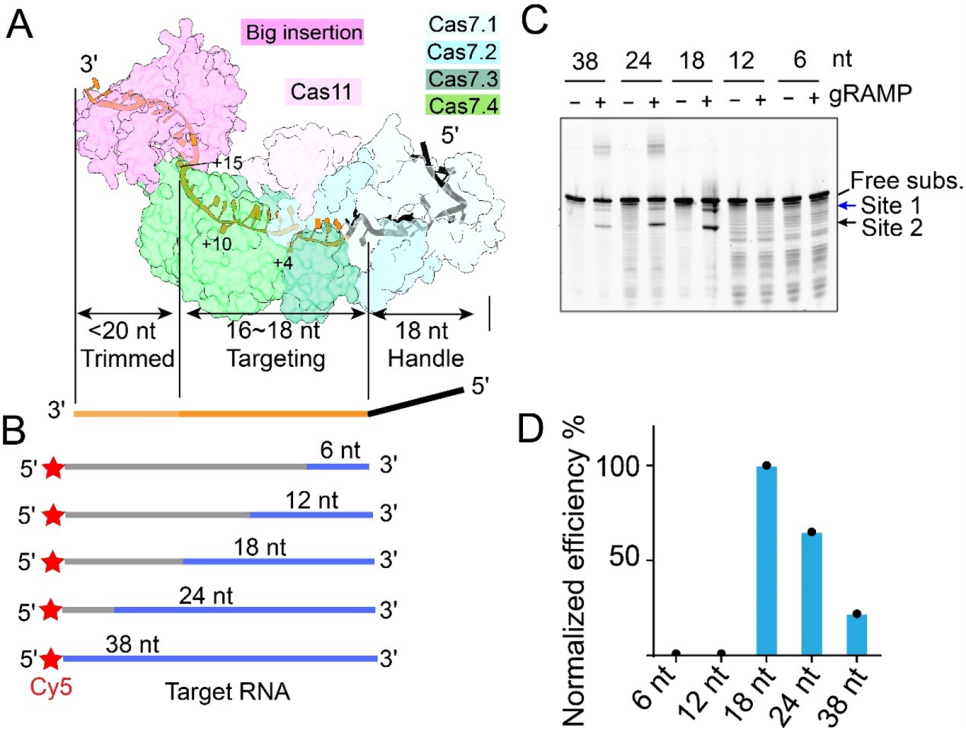 A
Big insertion
Cas11
Cas7.1
Cas7.2
Cas7.3
Cas7.4
3'
5'
+15
+10
+4
<20 nt
Trimmed
16~18 nt
Targeting
18 nt
Handle
3'
5'
B
5' 6 nt 3'
5' 12 nt 3'
5' 18 nt 3'
5' 24 nt 3'
5' 38 nt 3'
Cy5
Target RNA
C
38 24 18 12 6 nt
− + − + − + − + − + gRAMP
Free subs.
Site 1
Site 2
D
Normalized efficiency %
100
50
6 nt
12 nt
18 nt
24 nt
38 nt